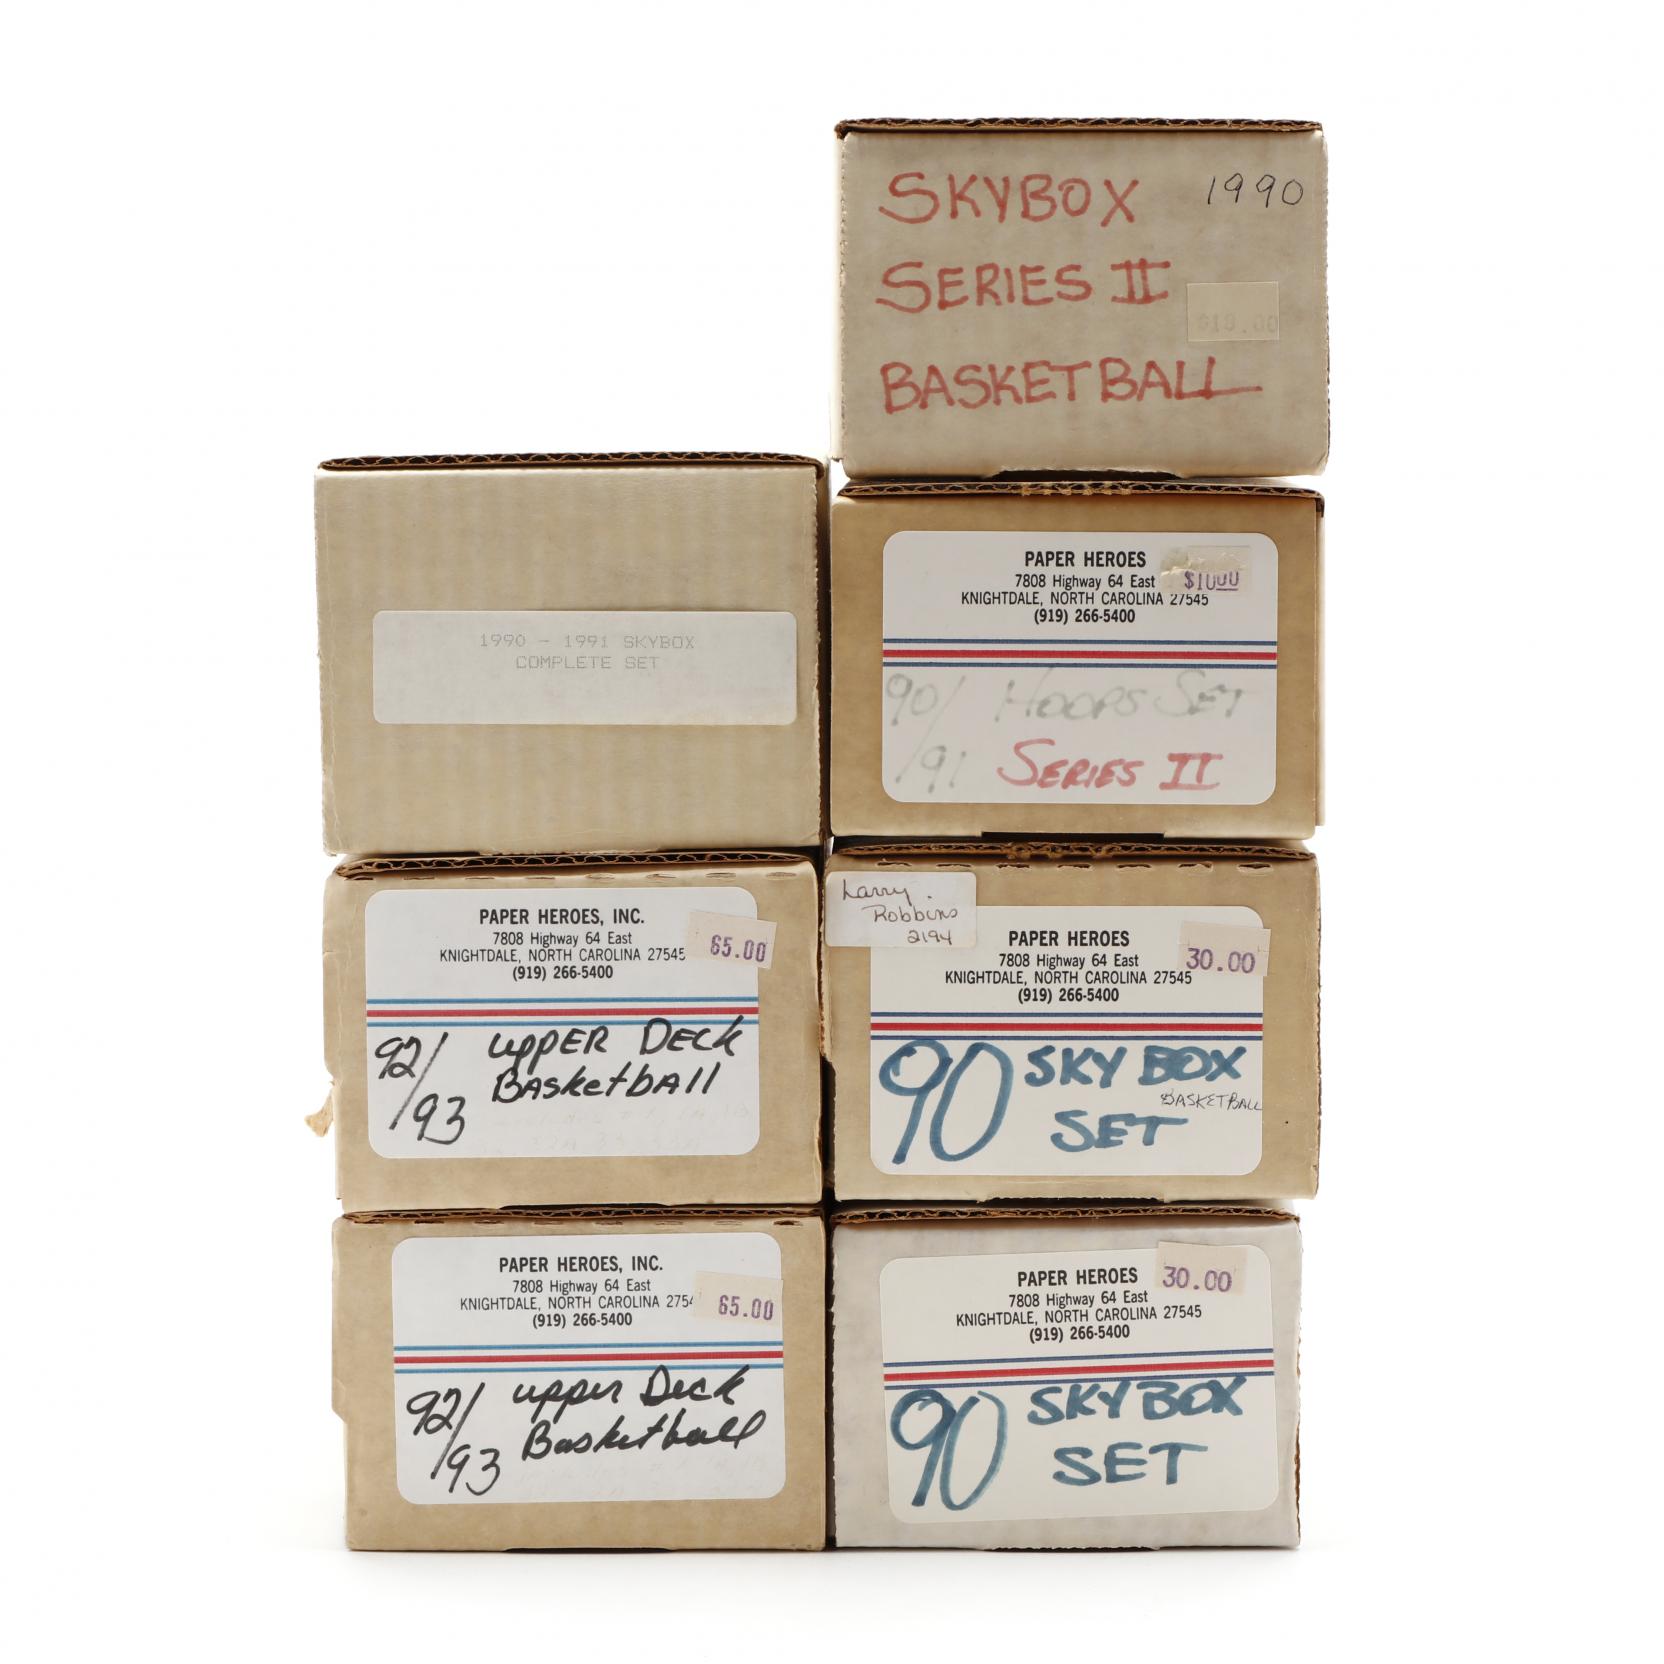 SKYBOX 1990
SERIES II
$18.00
BASKETBALL
1990 - 1991 SKYBOX
COMPLETE SET
PAPER HEROES
7808 Highway 64 East
$10.00
KNIGHTDALE, NORTH CAROLINA 27545
(919) 266-5400
90/ HOOPS SET
/91 SERIES II
PAPER HEROES, INC.
7808 Highway 64 East
65.00
KNIGHTDALE, NORTH CAROLINA 27545
(919) 266-5400
92/ UPPER DECK
BASketbAll
/93
Larry.
Robbins
2194
PAPER HEROES
7808 Highway 64 East
30.00
KNIGHTDALE, NORTH CAROLINA 27545
(919) 266-5400
90 SKY BOX
BASKETBALL
SET
PAPER HEROES, INC.
7808 Highway 64 East
65.00
KNIGHTDALE, NORTH CAROLINA 2754
(919) 266-5400
92/ upper Deck
Basketball
/93
PAPER HEROES
30.00
7808 Highway 64 East
KNIGHTDALE, NORTH CAROLINA 27545
(919) 266-5400
90 SKYBOX
SET